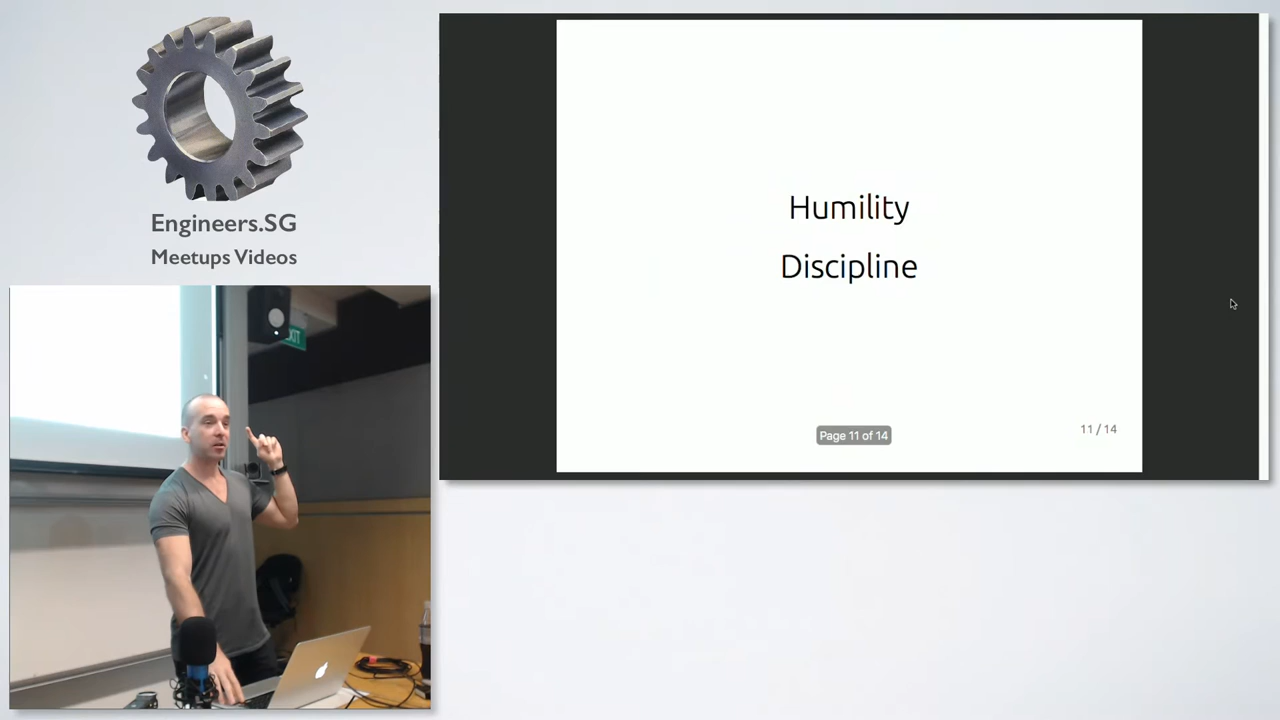 Engineers.SG
Meetups Videos
Humility
Discipline
Page 11 of 14
11 / 14